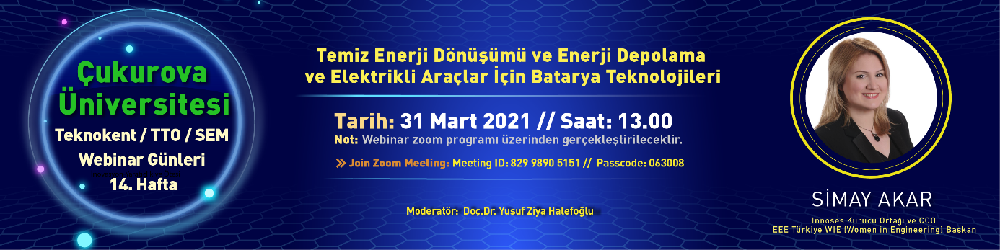 Çukurova
Üniversitesi
Teknokent / TTO / SEM
Webinar Günleri
14. Hafta
Temiz Enerji Dönüşümü ve Enerji Depolama
ve Elektrikli Araçlar İçin Batarya Teknolojileri
Tarih: 31 Mart 2021 // Saat: 13.00
Not: Webinar zoom programı üzerinden gerçekleştirilecektir.
Join Zoom Meeting: Meeting ID: 829 9890 5151 // Passcode: 063008
Moderatör: Doç.Dr. Yusuf Ziya Halefoğlu
SİMAY AKAR
Innoses Kurucu Ortağı ve CCO
IEEE Türkiye WIE (Women in Engineering) Başkanı